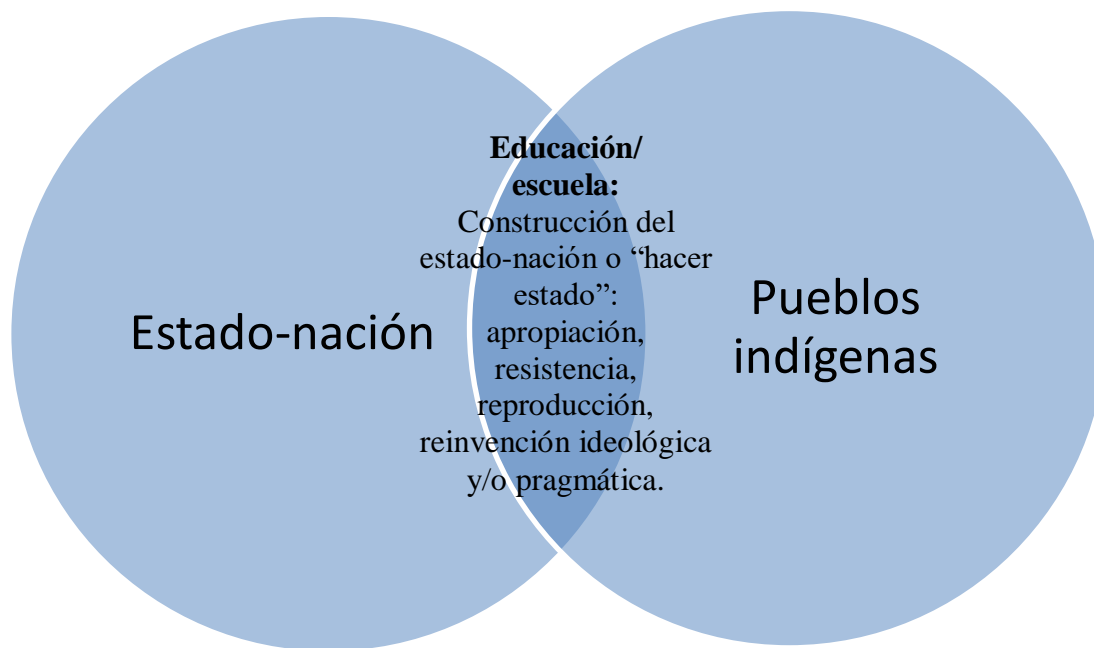 Estado-nación
Educación/
escuela:
Construcción del
estado-nación o “hacer
estado”:
apropiación,
resistencia,
reproducción,
reinvención ideológica
y/o pragmática.
Pueblos
indígenas